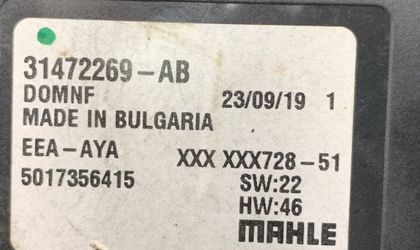 31472269-AB
DOMNF 23/09/19 1
MADE IN BULGARIA
EEA-AYA XXX XXX728-51
5017356415 SW:22
HW:46
MAHLE